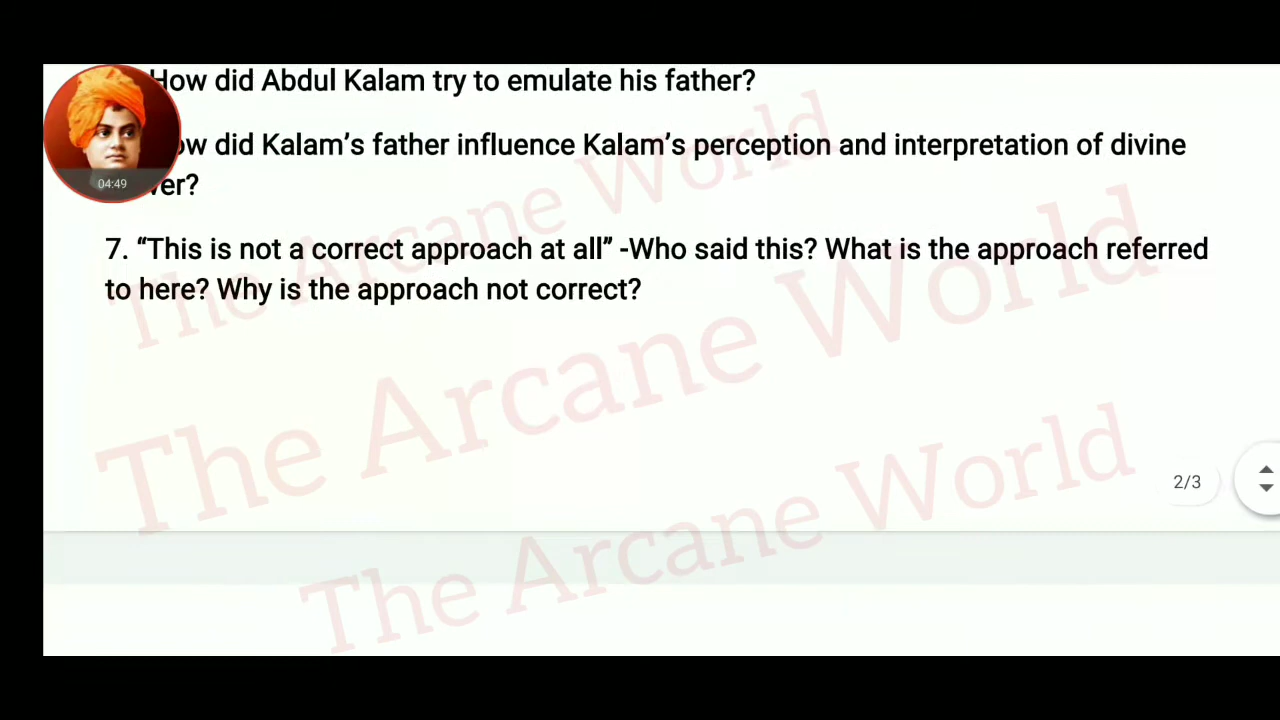 How did Abdul Kalam try to emulate his father?
ow did Kalam’s father influence Kalam’s perception and interpretation of divine
04:49
ver?
7. “This is not a correct approach at all” -Who said this? What is the approach referred
to here? Why is the approach not correct?
The Arcane World
The Arcane World
2/3
The Arcane World